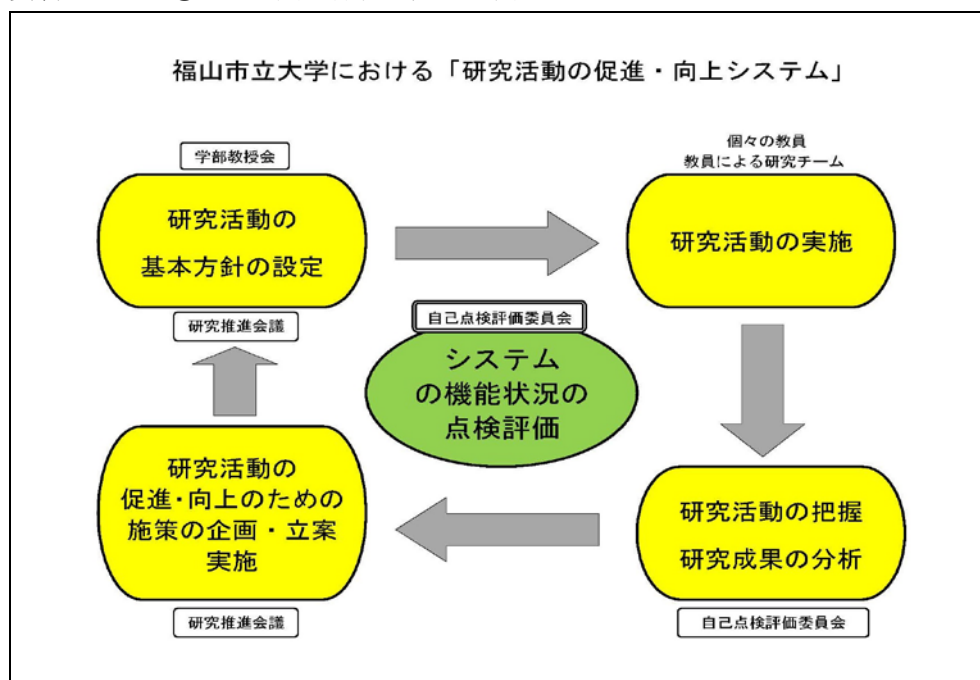 福山市立大学における「研究活動の促進・向上システム」
学部教授会
研究活動の
基本方針の設定
研究推進会議
個々の教員
教員による研究チーム
研究活動の実施
自己点検評価委員会
システム
の機能状況の
点検評価
研究活動の
促進・向上のための
施策の企画・立案
実施
研究推進会議
研究活動の把握
研究成果の分析
自己点検評価委員会